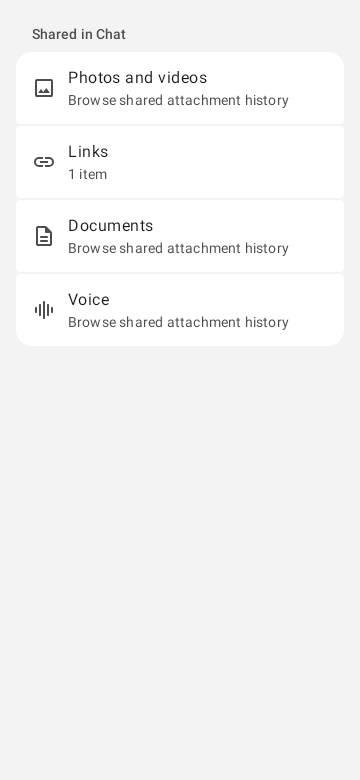 Shared in Chat
Photos and videos
Browse shared attachment history
Links
1 item
Documents
Browse shared attachment history
Voice
Browse shared attachment history